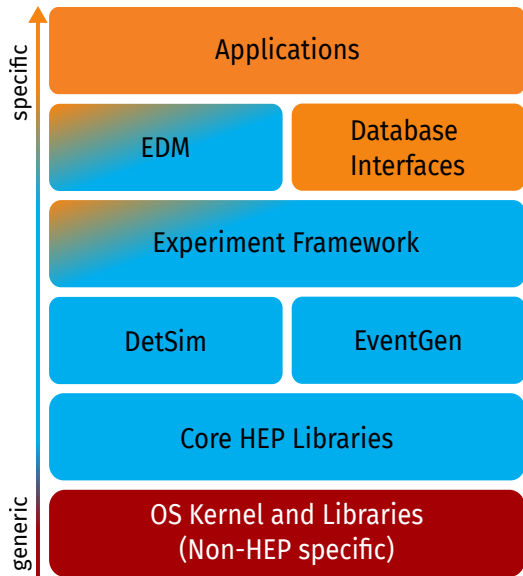 specific
Applications
EDM
Database
Interfaces
Experiment Framework
DetSim
EventGen
Core HEP Libraries
generic
OS Kernel and Libraries
(Non-HEP specific)